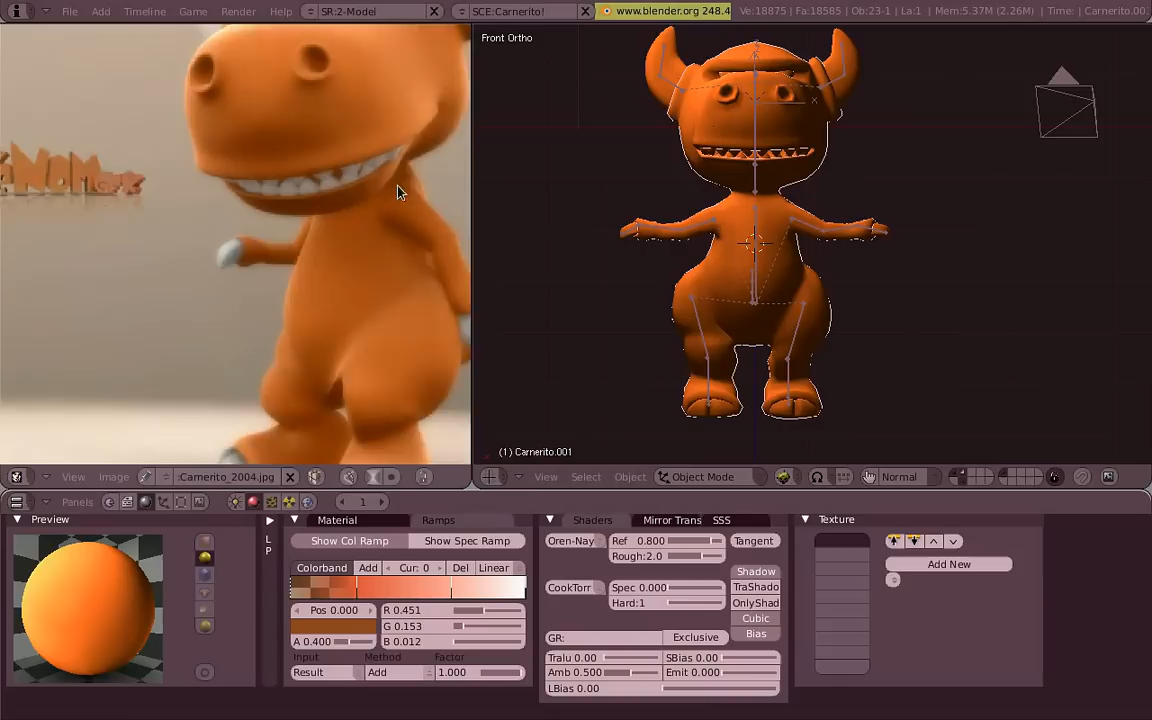 File Add Timeline Game Render Help SR:2-Model SCE:Carnerito! www.blender.org 248.4 Ve:18875 | Fa:18585 | Ob:23-1 | La:1 | Mem:5.37M (2.26M) | Time: | Carnerito.00
Front Ortho
z
x
(1) Carnerito.001
View Image :Carnerito_2004.jpg View Select Object Object Mode Normal
Panels 1
Preview Material Ramps Shaders Mirror Trans SSS Texture
L
P
Show Col Ramp Show Spec Ramp Oren-Nay Ref 0.800 Tangent
Rough:2.0
Add New
Colorband Add Cur: 0 Del Linear Shadow
CookTorr Spec 0.000 TraShado
Hard:1 OnlyShad
Pos 0.000 R 0.451 Cubic
G 0.153 Bias
A 0.400 B 0.012 GR: Exclusive
Input Method Factor Tralu 0.00 SBias 0.00
Result Add 1.000 Amb 0.500 Emit 0.000
LBias 0.00